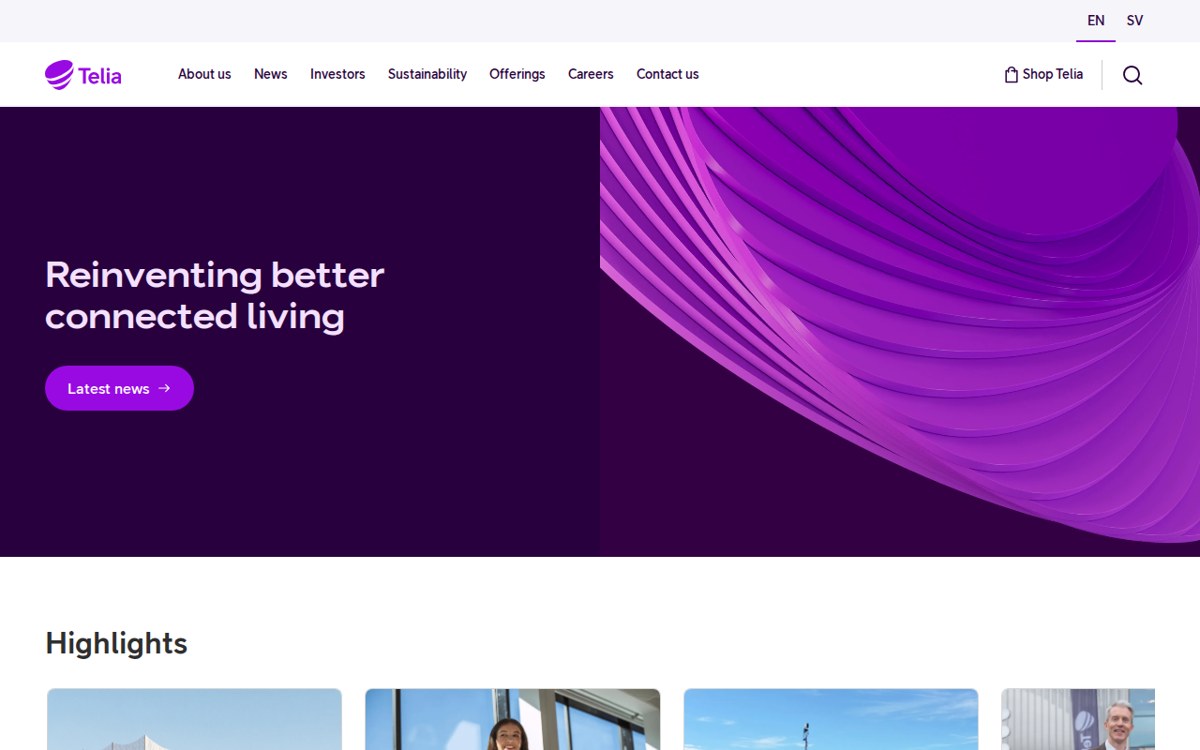 EN SV
Telia About us News Investors Sustainability Offerings Careers Contact us Shop Telia
Reinventing better
connected living
Latest news →
Highlights